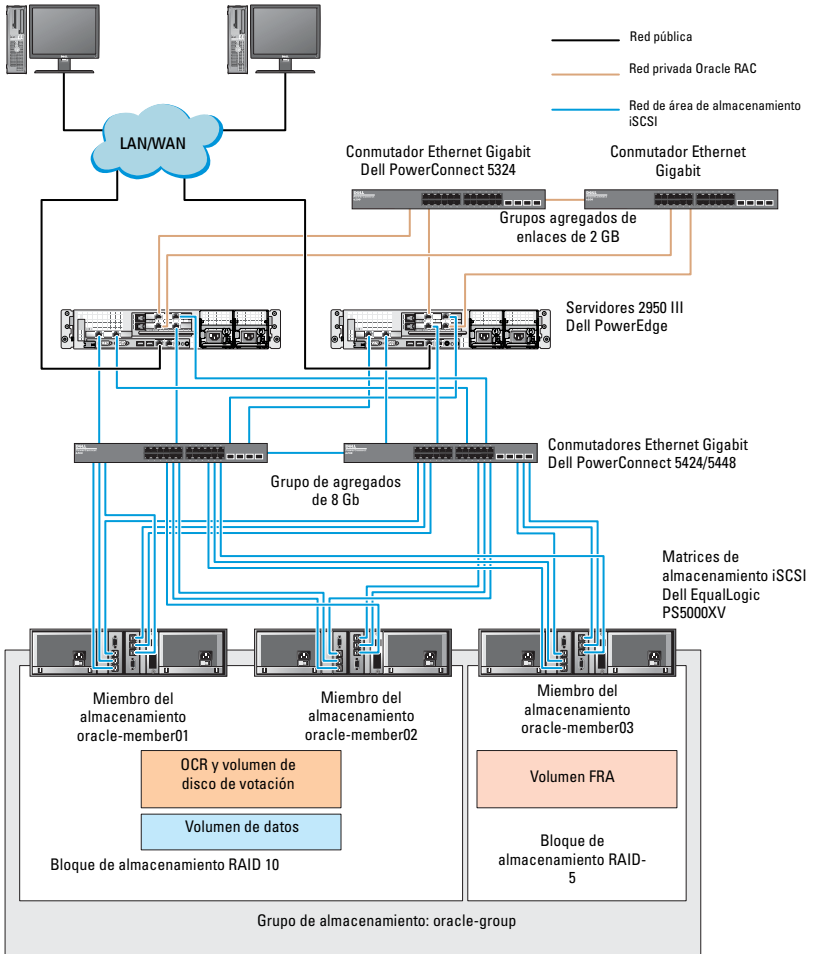 Red pública
Red privada Oracle RAC
Red de área de almacenamiento
iSCSI
LAN/WAN
Conmutador Ethernet Gigabit
Dell PowerConnect 5324
Conmutador Ethernet
Gigabit
Grupos agregados de
enlaces de 2 GB
Servidores 2950 III
Dell PowerEdge
Conmutadores Ethernet Gigabit
Dell PowerConnect 5424/5448
Grupo de agregados
de 8 Gb
Matrices de
almacenamiento iSCSI
Dell EqualLogic
PS5000XV
Miembro del
almacenamiento
oracle-member01
Miembro del
almacenamiento
oracle-member02
Miembro del
almacenamiento
oracle-member03
OCR y volumen de
disco de votación
Volumen de datos
Volumen FRA
Bloque de almacenamiento RAID 10
Bloque de
almacenamiento RAID-
5
Grupo de almacenamiento: oracle-group